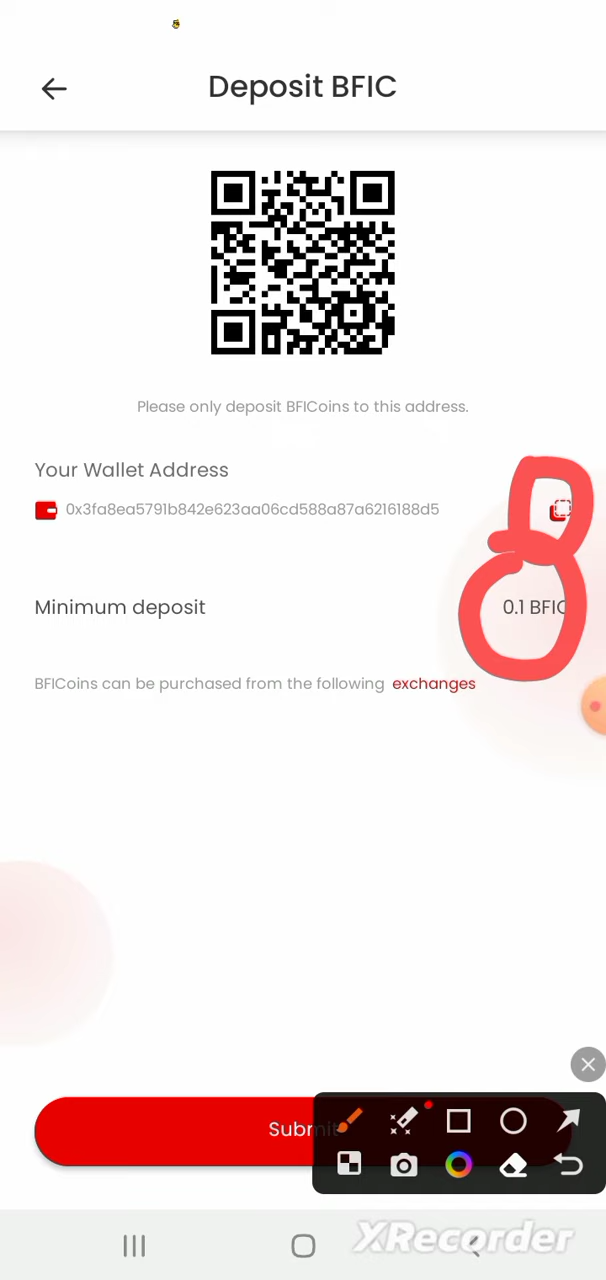 Deposit BFIC
Please only deposit BFICoins to this address.
Your Wallet Address
0x3fa8ea5791b842e623aa06cd588a87a6216188d5
Minimum deposit 0.1 BFIC
BFICoins can be purchased from the following exchanges
Submit
XRecorder